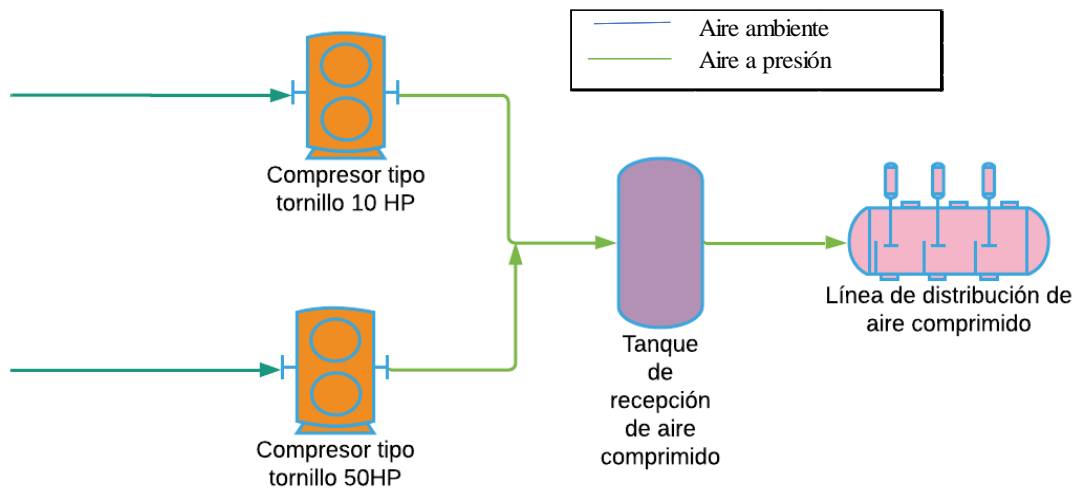 Aire ambiente
Aire a presión
Compresor tipo
tornillo 10 HP
Tanque
de
recepción
de aire
comprimido
Línea de distribución de
aire comprimido
Compresor tipo
tornillo 50HP